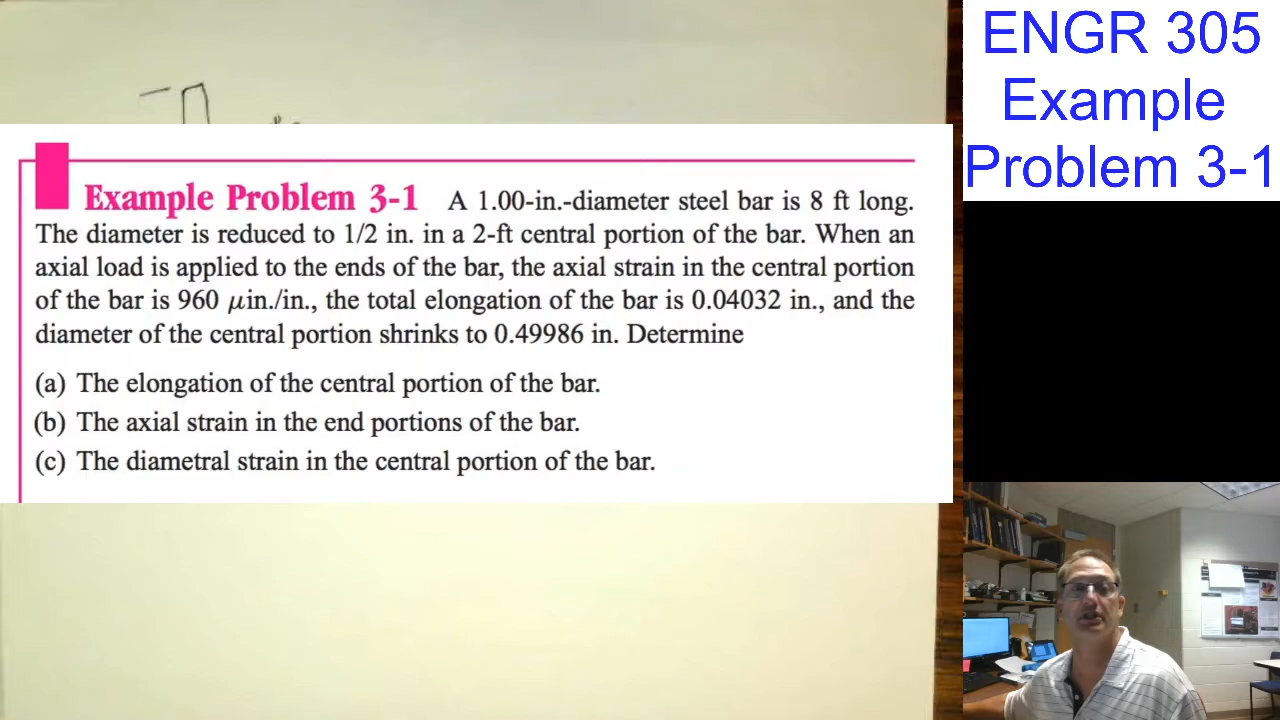 ENGR 305
Example
Problem 3-1
Example Problem 3-1 A 1.00-in.-diameter steel bar is 8 ft long.
The diameter is reduced to 1/2 in. in a 2-ft central portion of the bar. When an
axial load is applied to the ends of the bar, the axial strain in the central portion
of the bar is 960 μin./in., the total elongation of the bar is 0.04032 in., and the
diameter of the central portion shrinks to 0.49986 in. Determine
(a) The elongation of the central portion of the bar.
(b) The axial strain in the end portions of the bar.
(c) The diametral strain in the central portion of the bar.